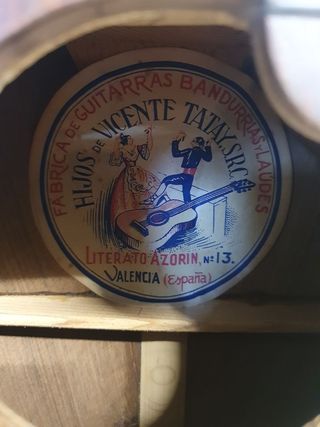 FABRICA DE GUITARRAS BANDURRIAS Y LAUDES
HIJOS DE VICENTE TATAY, S.R.C.
LITERATO AZORIN, Nº 13.
VALENCIA (España)